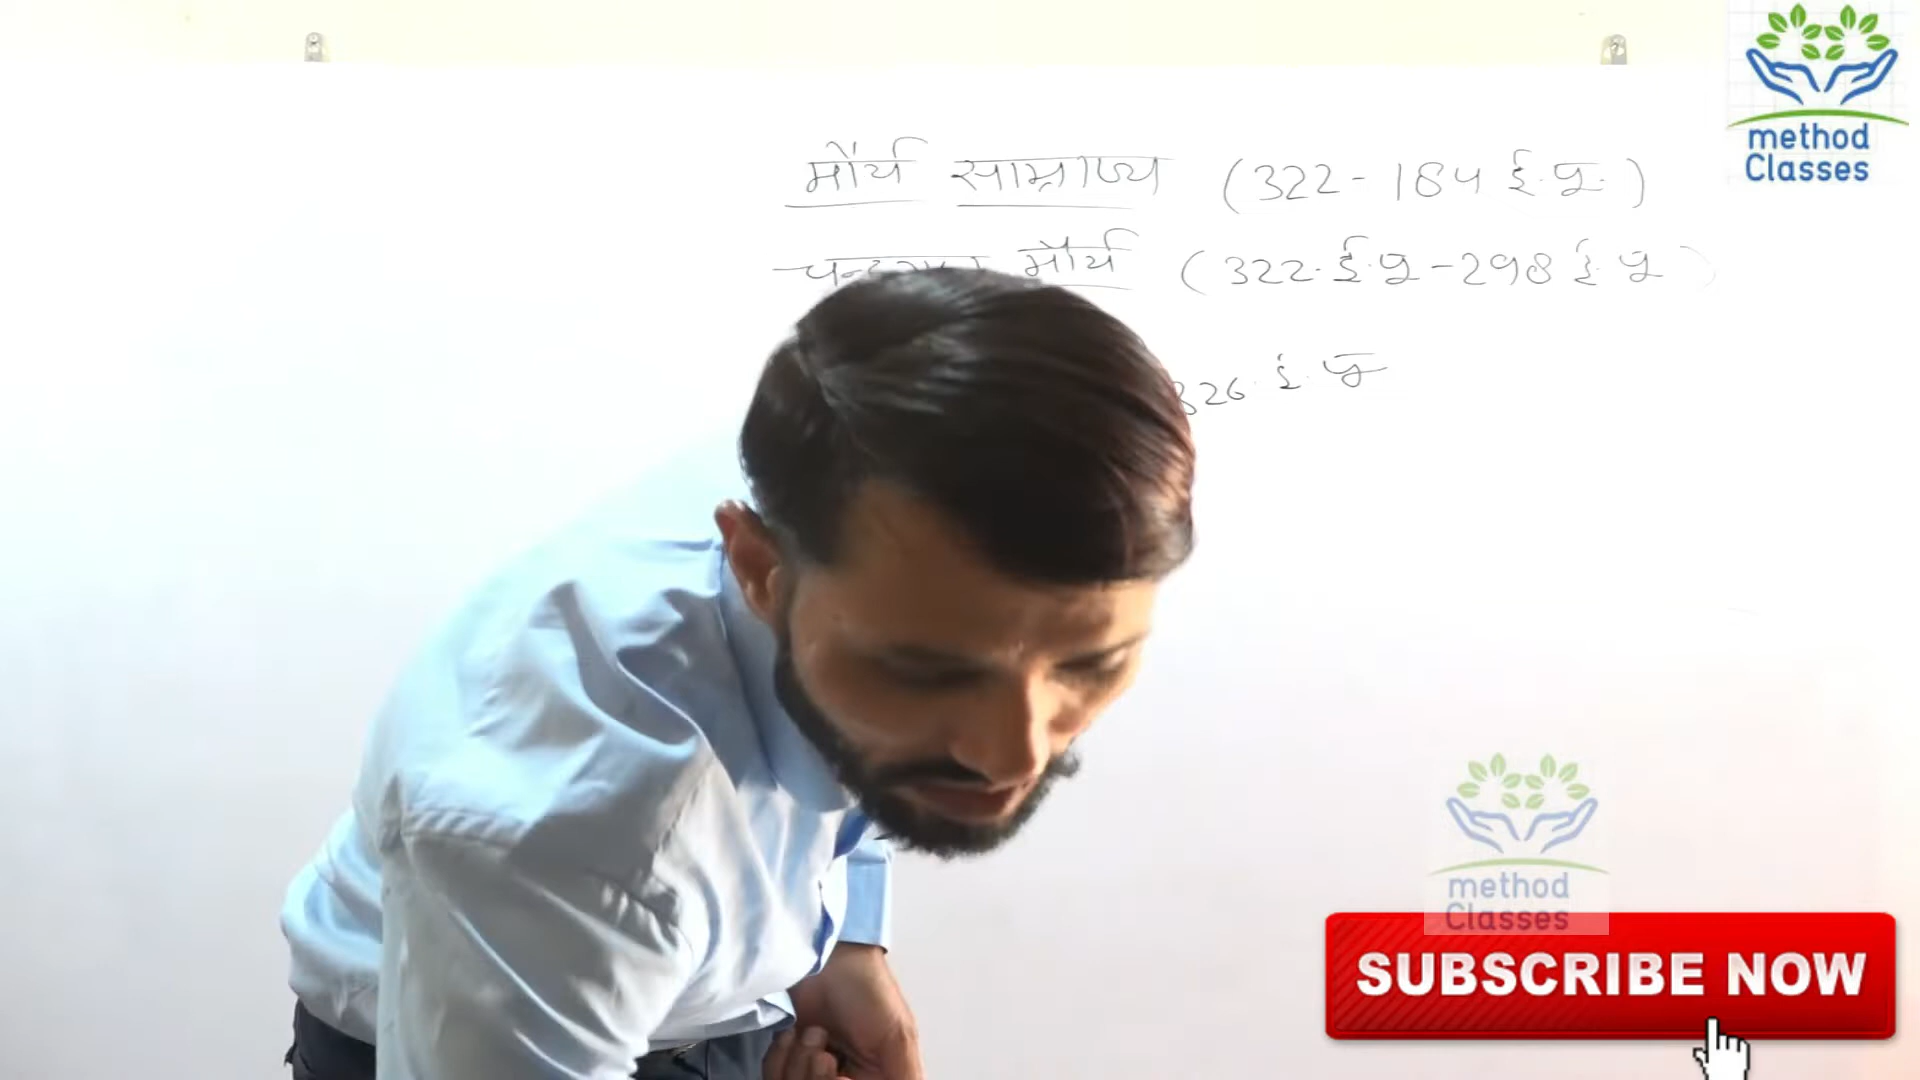 method
Classes
मौर्य साम्राज्य (322 - 184 ई.पू.)
मौर्य (322. ई.पू - 298 ई.पू)
326. ई. पू
method
Classes
SUBSCRIBE NOW